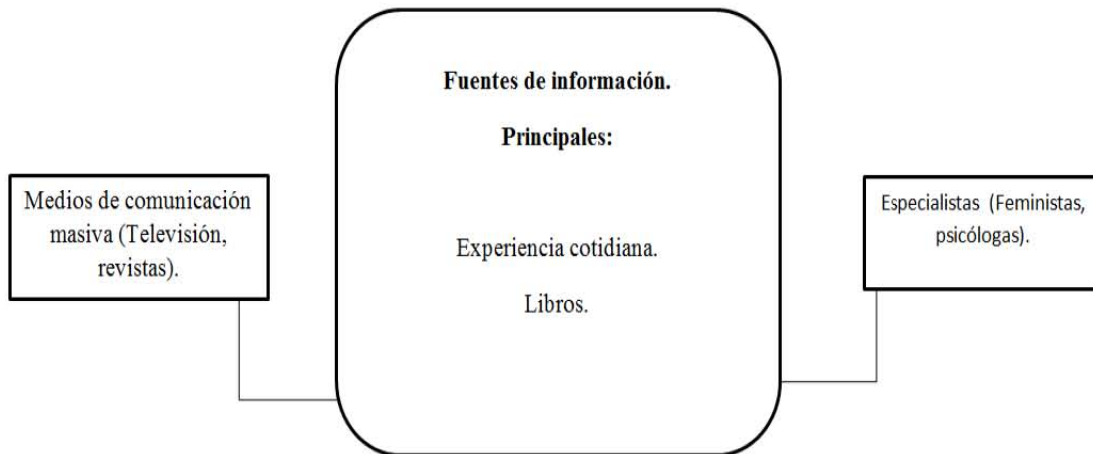 Fuentes de información.
Principales:
Experiencia cotidiana.
Libros.
Medios de comunicación
masiva (Televisión,
revistas).
Especialistas (Feministas,
psicólogas).